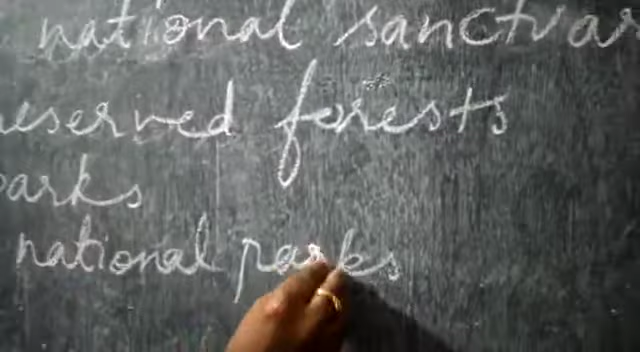 national sanctuar
eserved forests
arks
national parks